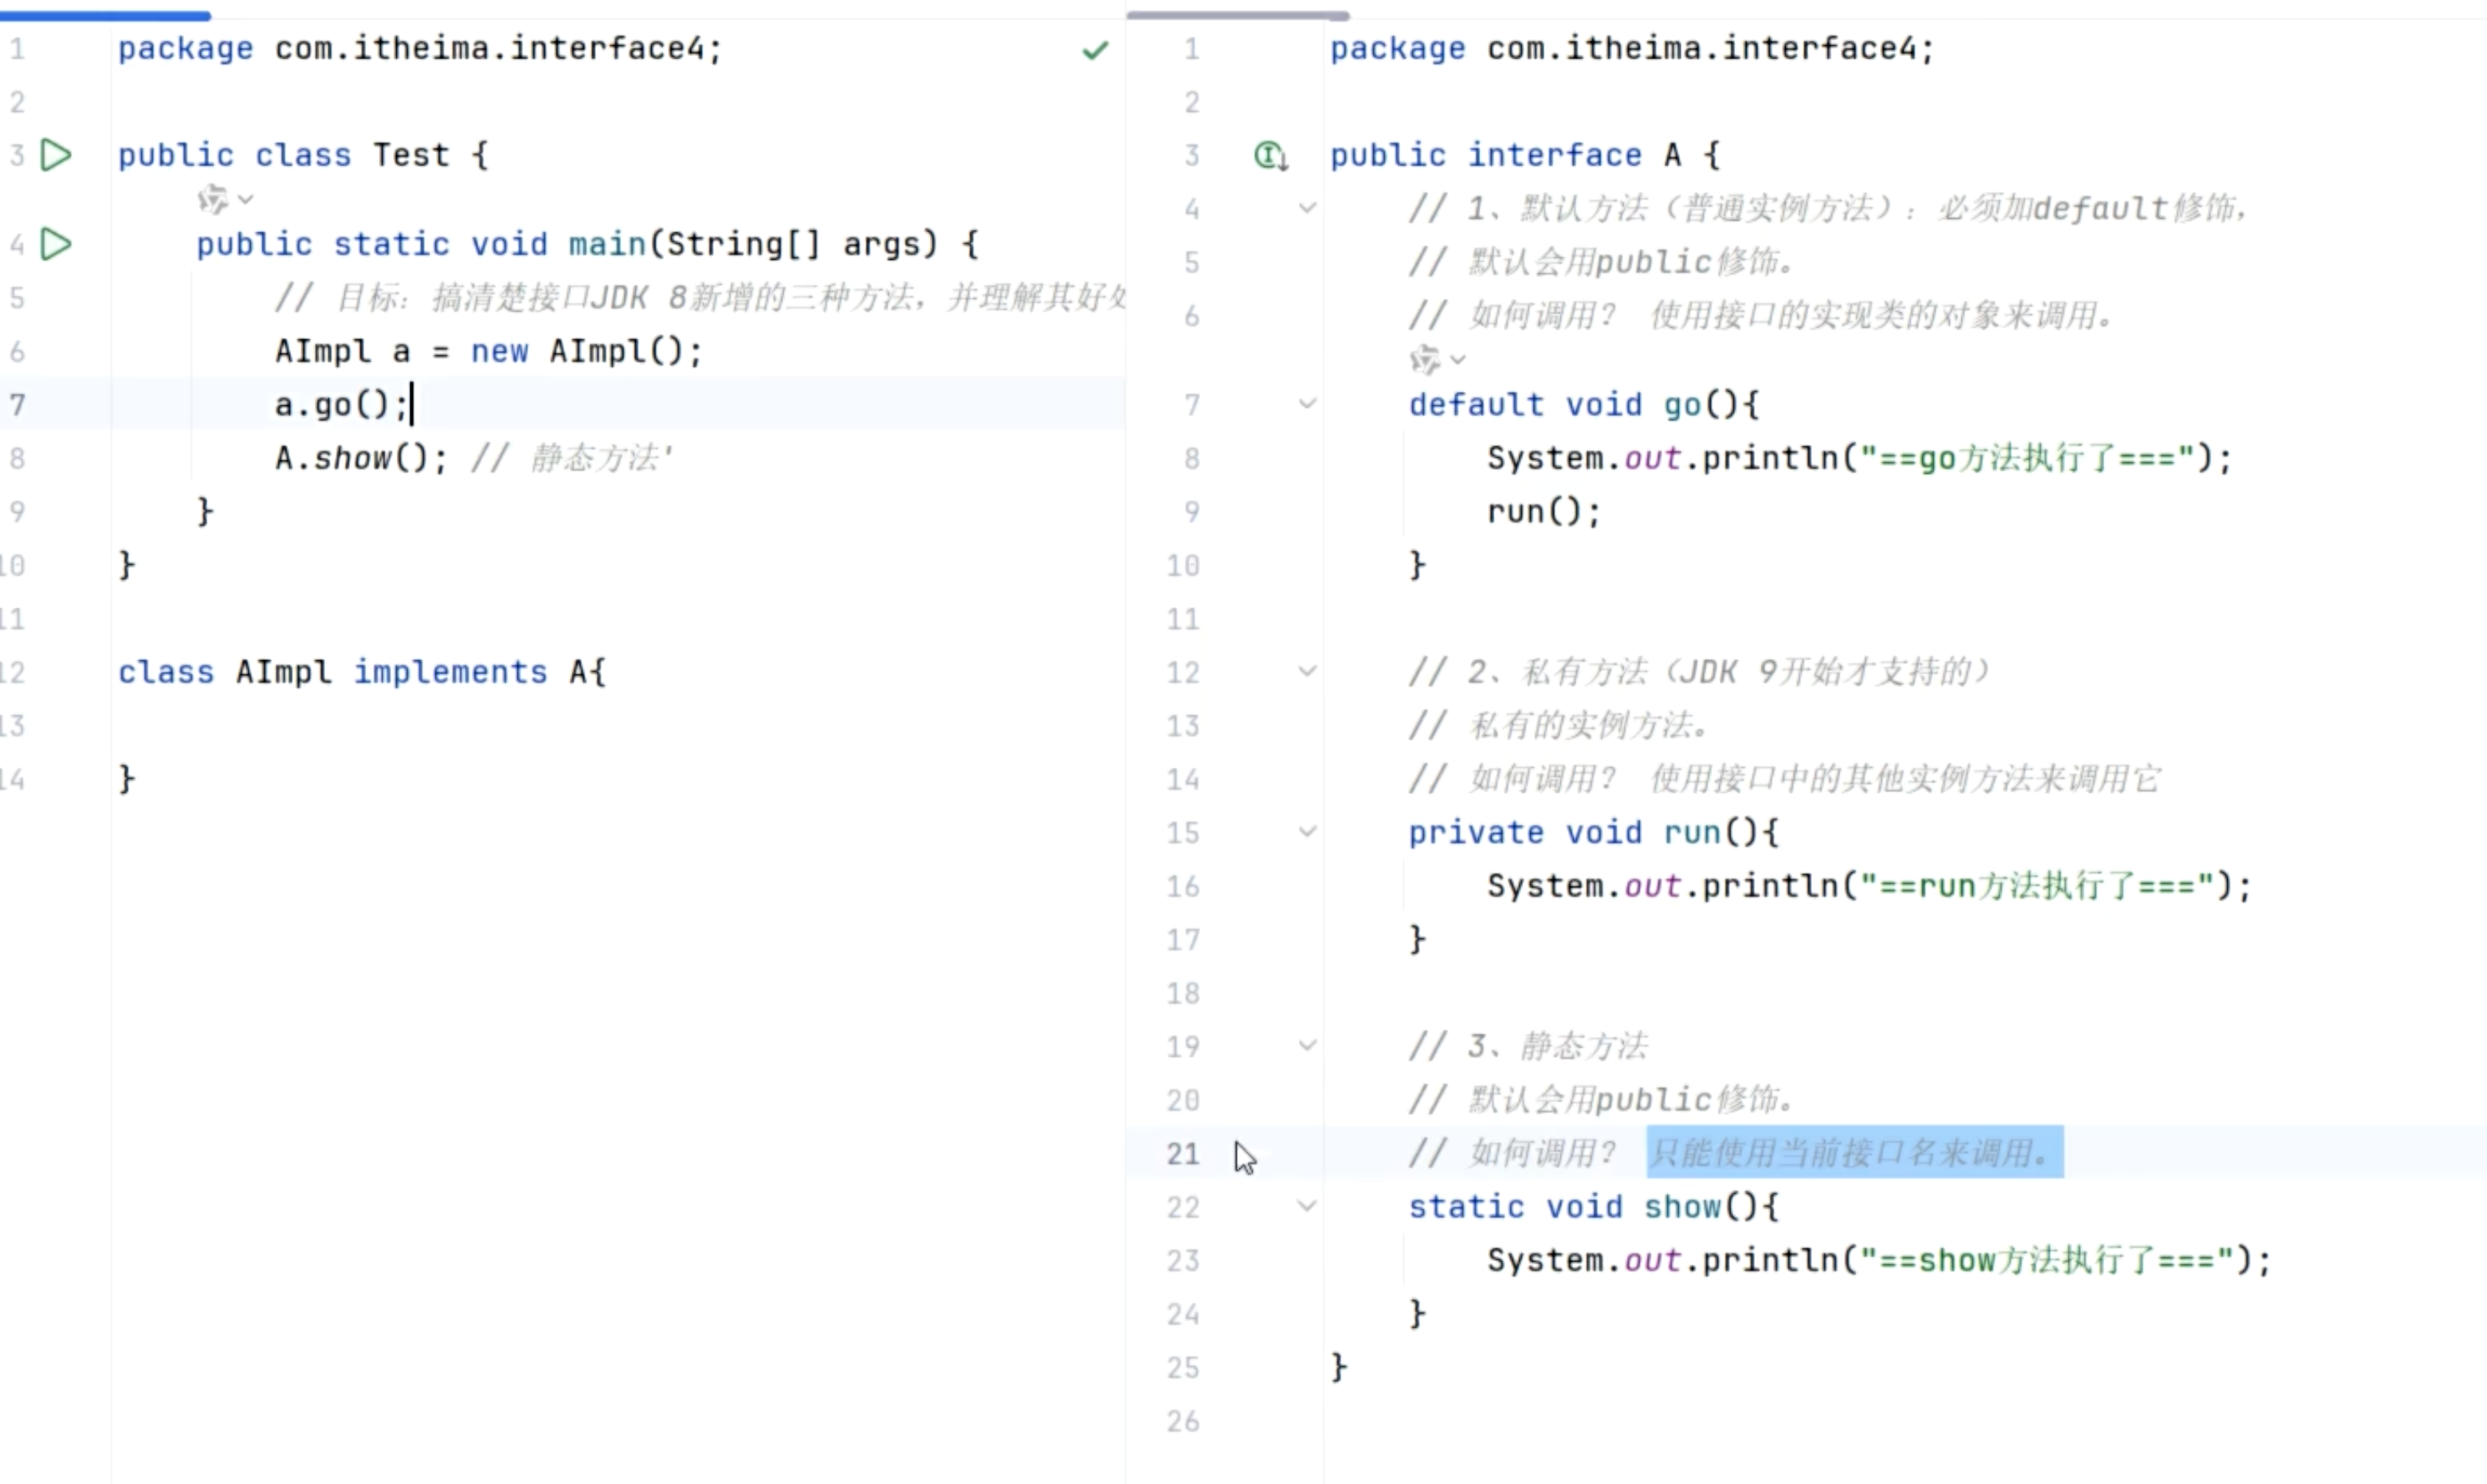 1 package com.itheima.interface4;
2
3 public class Test {
4 public static void main(String[] args) {
5 // 目标：搞清楚接口JDK 8新增的三种方法，并理解其好
6 AImpl a = new AImpl();
7 a.go();
8 A.show(); // 静态方法'
9 }
10 }
11
12 class AImpl implements A{
13
14 }
1 package com.itheima.interface4;
2
3 public interface A {
4 // 1、默认方法（普通实例方法）：必须加default修饰，
5 // 默认会用public修饰。
6 // 如何调用？ 使用接口的实现类的对象来调用。
7 default void go(){
8 System.out.println("==go方法执行了===");
9 run();
10 }
11
12 // 2、私有方法（JDK 9开始才支持的）
13 // 私有的实例方法。
14 // 如何调用？ 使用接口中的其他实例方法来调用它
15 private void run(){
16 System.out.println("==run方法执行了===");
17 }
18
19 // 3、静态方法
20 // 默认会用public修饰。
21 // 如何调用？ 只能使用当前接口名来调用。
22 static void show(){
23 System.out.println("==show方法执行了===");
24 }
25 }
26